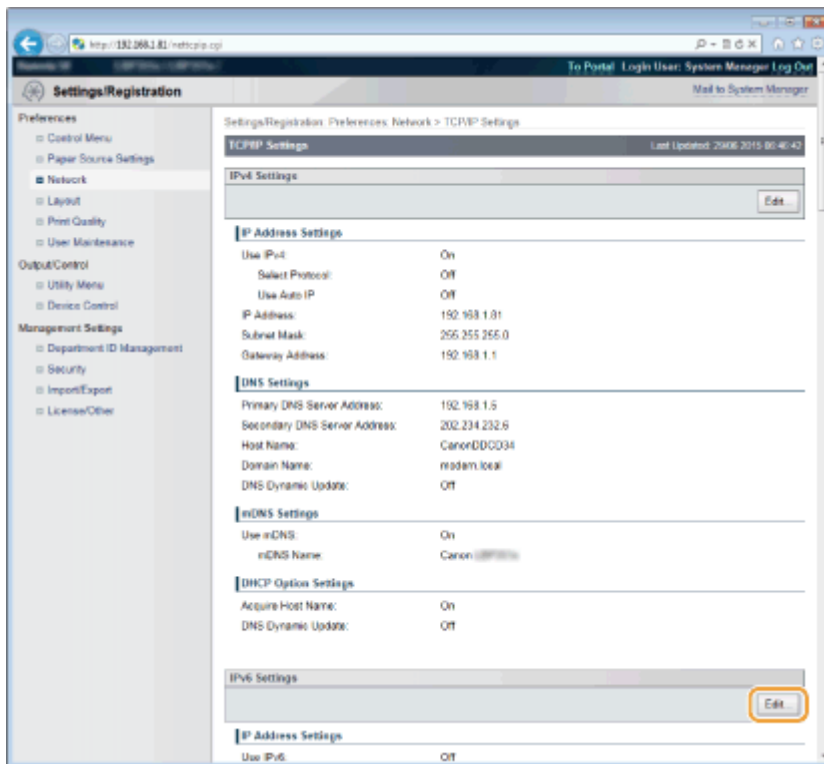 http://192.168.1.81/nettcpip.cgi
To Portal Login User: System Manager Log Out
Settings/Registration
Mail to System Manager
Preferences
Control Menu
Paper Source Settings
Network
Layout
Print Quality
User Maintenance
Output/Control
Utility Menu
Device Control
Management Settings
Department ID Management
Security
Import/Export
License/Other
Settings/Registration: Preferences: Network > TCP/IP Settings
TCP/IP Settings
Last Updated: 29/06 2015 06:46:42
IPv4 Settings
Edit...
IP Address Settings
Use IPv4: On
Select Protocol: Off
Use Auto IP Off
IP Address: 192.168.1.81
Subnet Mask: 255.255.255.0
Gateway Address: 192.168.1.1
DNS Settings
Primary DNS Server Address: 192.168.1.5
Secondary DNS Server Address: 202.234.232.6
Host Name: CanonDDCD34
Domain Name: modem.local
DNS Dynamic Update: Off
mDNS Settings
Use mDNS: On
mDNS Name: Canon
DHCP Option Settings
Acquire Host Name: On
DNS Dynamic Update: Off
IPv6 Settings
Edit...
IP Address Settings
Use IPv6: Off